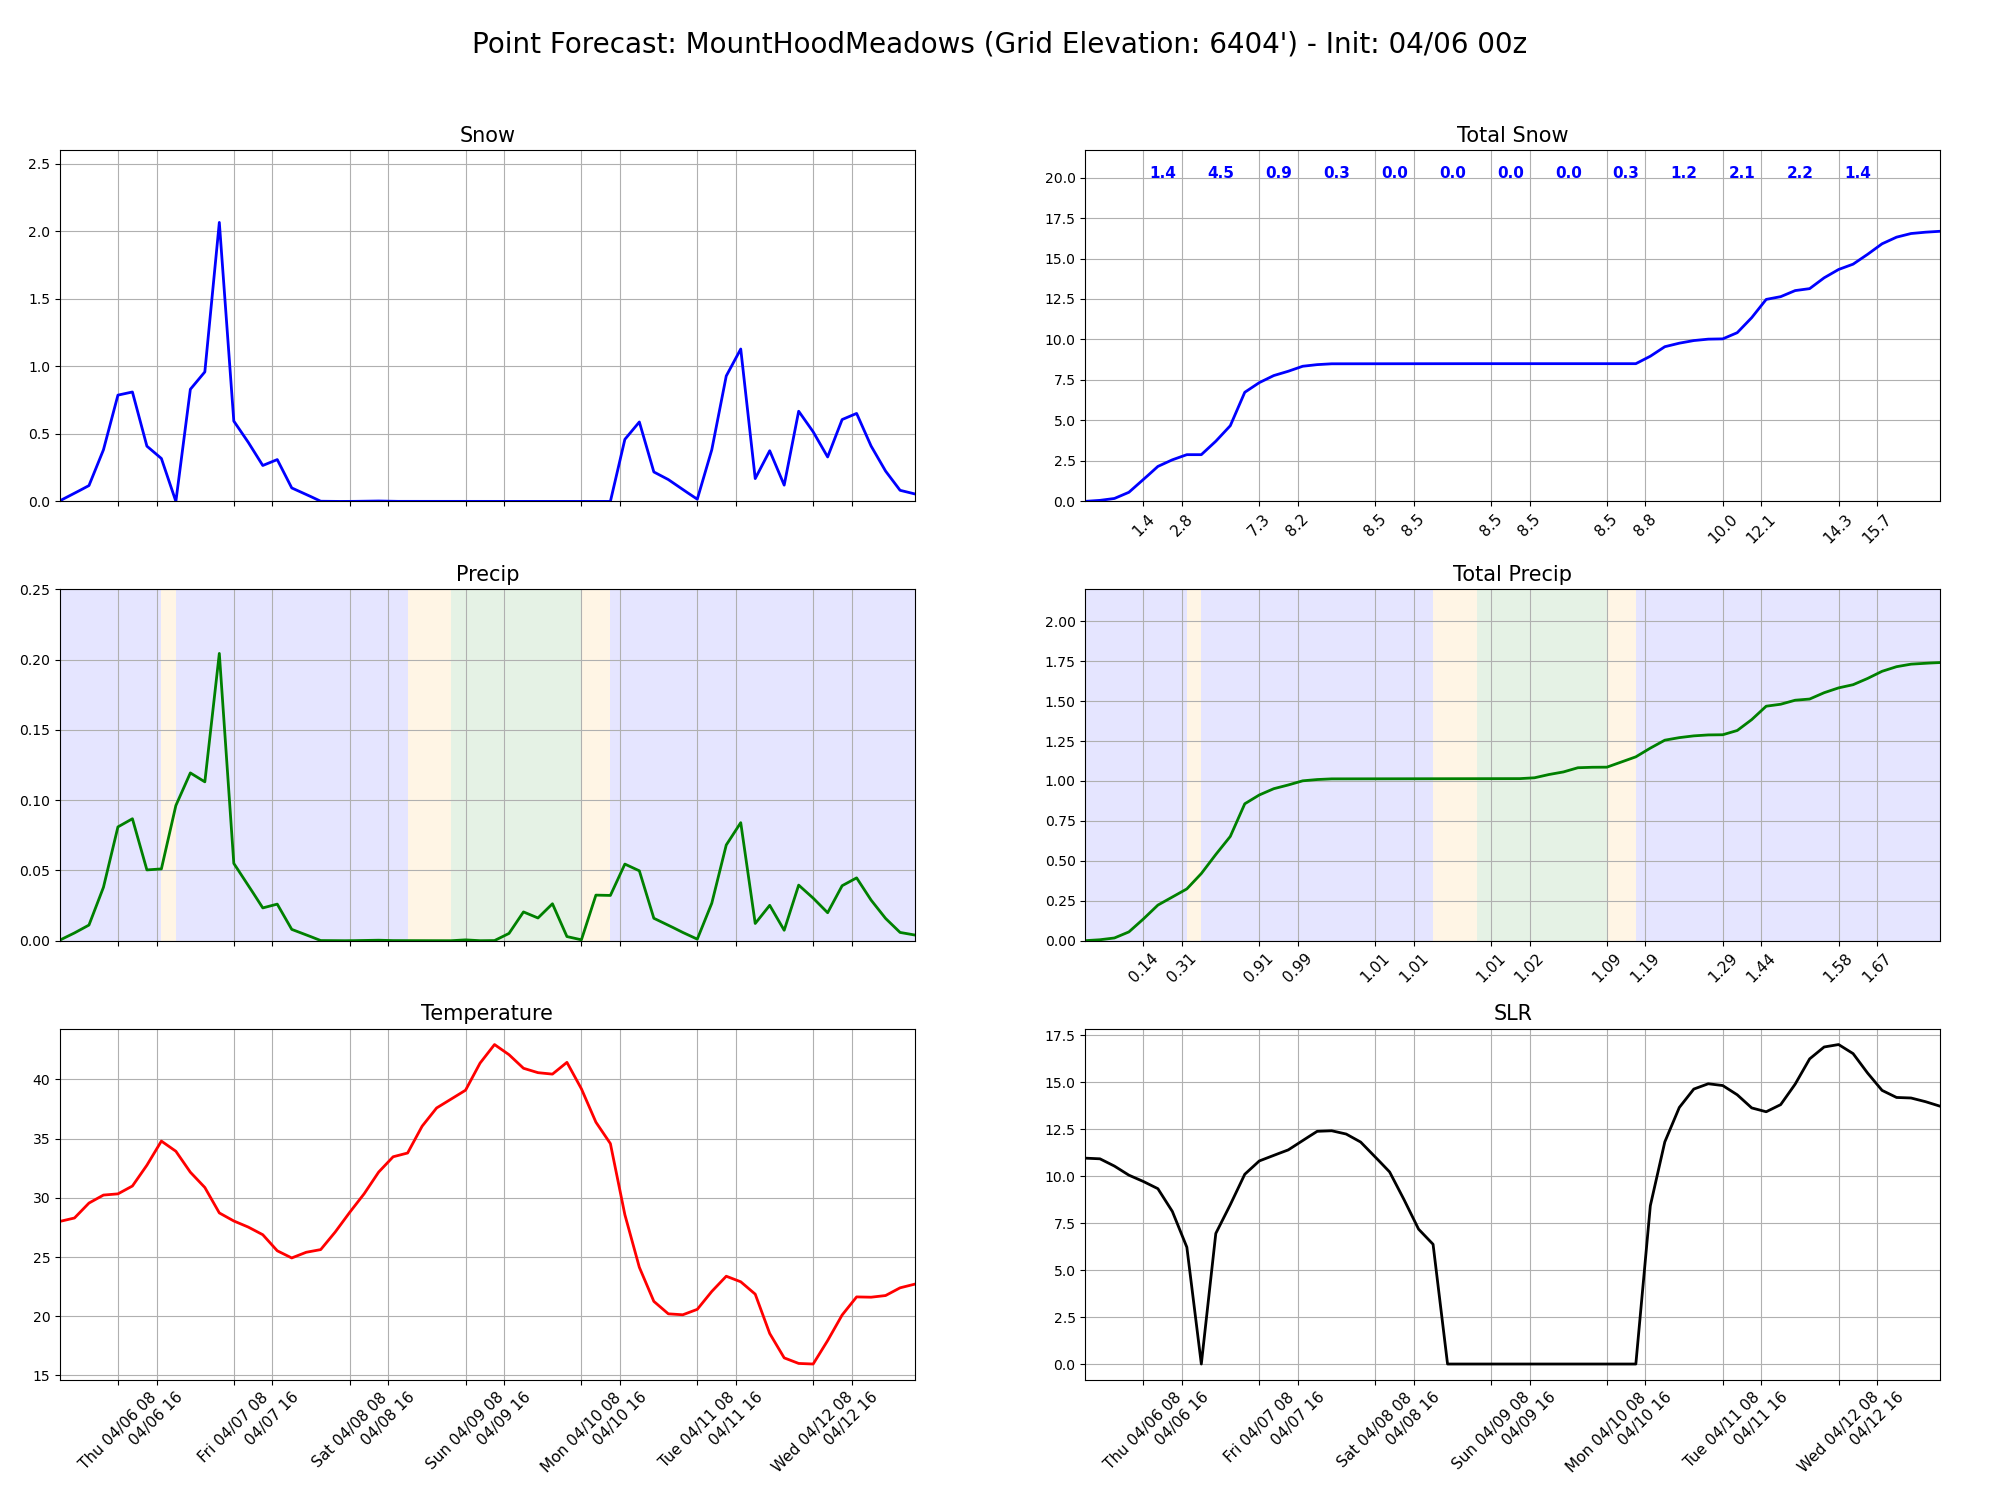 Point Forecast: MountHoodMeadows (Grid Elevation: 6404') - Init: 04/06 00z
Snow
2.5
2.0
1.5
1.0
0.5
0.0
Total Snow
1.4 4.5 0.9 0.3 0.0 0.0 0.0 0.0 0.3 1.2 2.1 2.2 1.4
20.0
17.5
15.0
12.5
10.0
7.5
5.0
2.5
0.0
1.4 2.8 7.3 8.2 8.5 8.5 8.5 8.5 8.5 8.8 10.0 12.1 14.3 15.7
Precip
0.25
0.20
0.15
0.10
0.05
0.00
Total Precip
2.00
1.75
1.50
1.25
1.00
0.75
0.50
0.25
0.00
0.14 0.31 0.91 0.99 1.01 1.01 1.01 1.02 1.09 1.19 1.29 1.44 1.58 1.67
Temperature
40
35
30
25
20
15
Thu 04/06 08
04/06 16
Fri 04/07 08
04/07 16
Sat 04/08 08
04/08 16
Sun 04/09 08
04/09 16
Mon 04/10 08
04/10 16
Tue 04/11 08
04/11 16
Wed 04/12 08
04/12 16
SLR
17.5
15.0
12.5
10.0
7.5
5.0
2.5
0.0
Thu 04/06 08
04/06 16
Fri 04/07 08
04/07 16
Sat 04/08 08
04/08 16
Sun 04/09 08
04/09 16
Mon 04/10 08
04/10 16
Tue 04/11 08
04/11 16
Wed 04/12 08
04/12 16